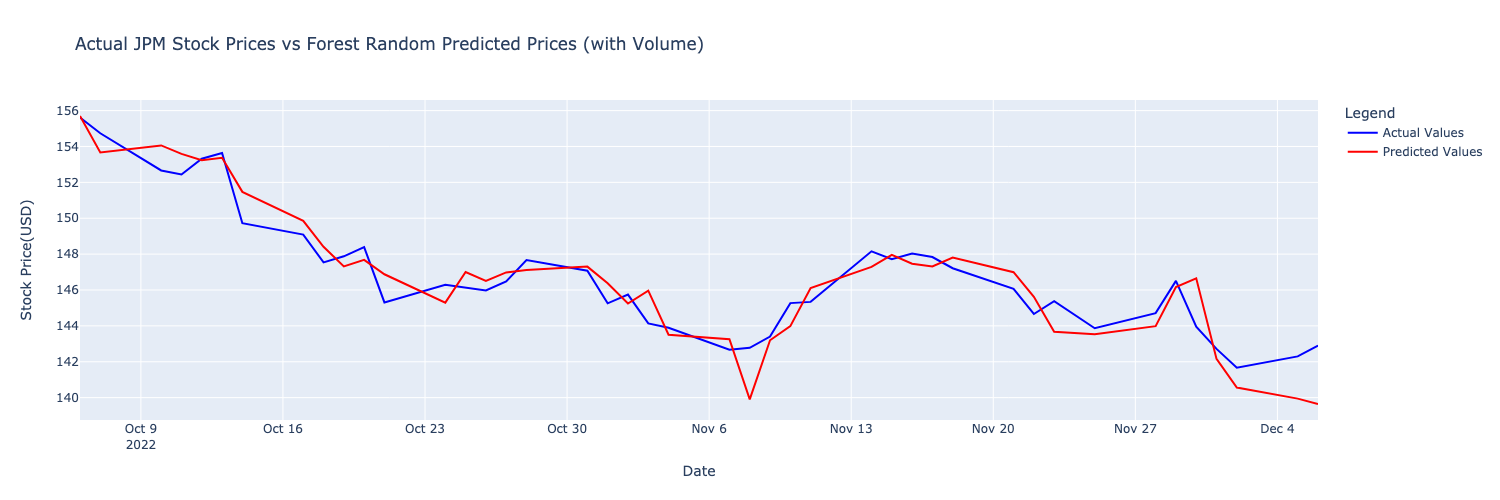 Actual JPM Stock Prices vs Forest Random Predicted Prices (with Volume)
Legend
Actual Values
Predicted Values
Stock Price(USD)
156
154
152
150
148
146
144
142
140
Oct 9
2022
Oct 16
Oct 23
Oct 30
Nov 6
Nov 13
Nov 20
Nov 27
Dec 4
Date